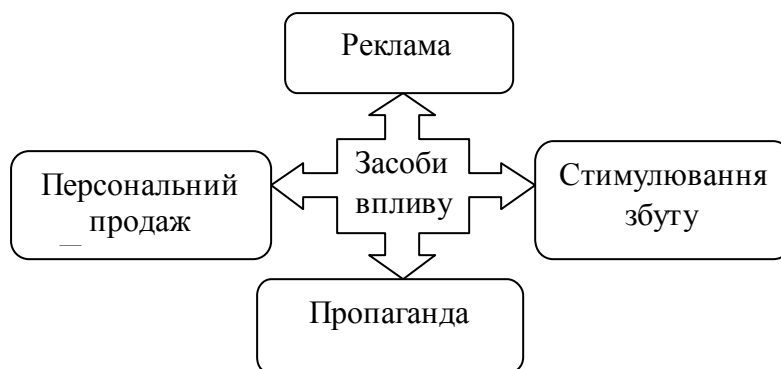 Реклама
Персональний
продаж
Засоби
впливу
Стимулювання
збуту
Пропаганда